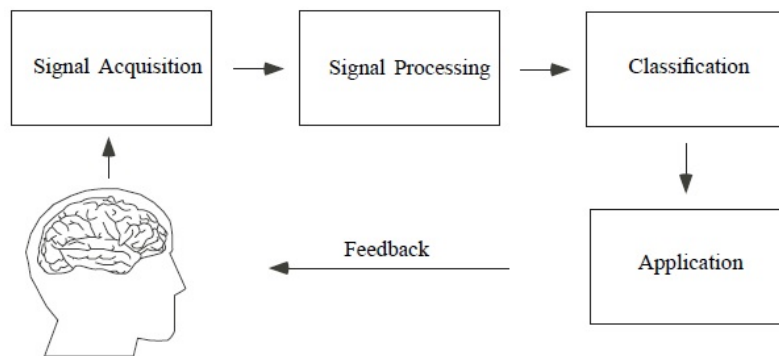 Signal Acquisition
Signal Processing
Classification
Feedback
Application